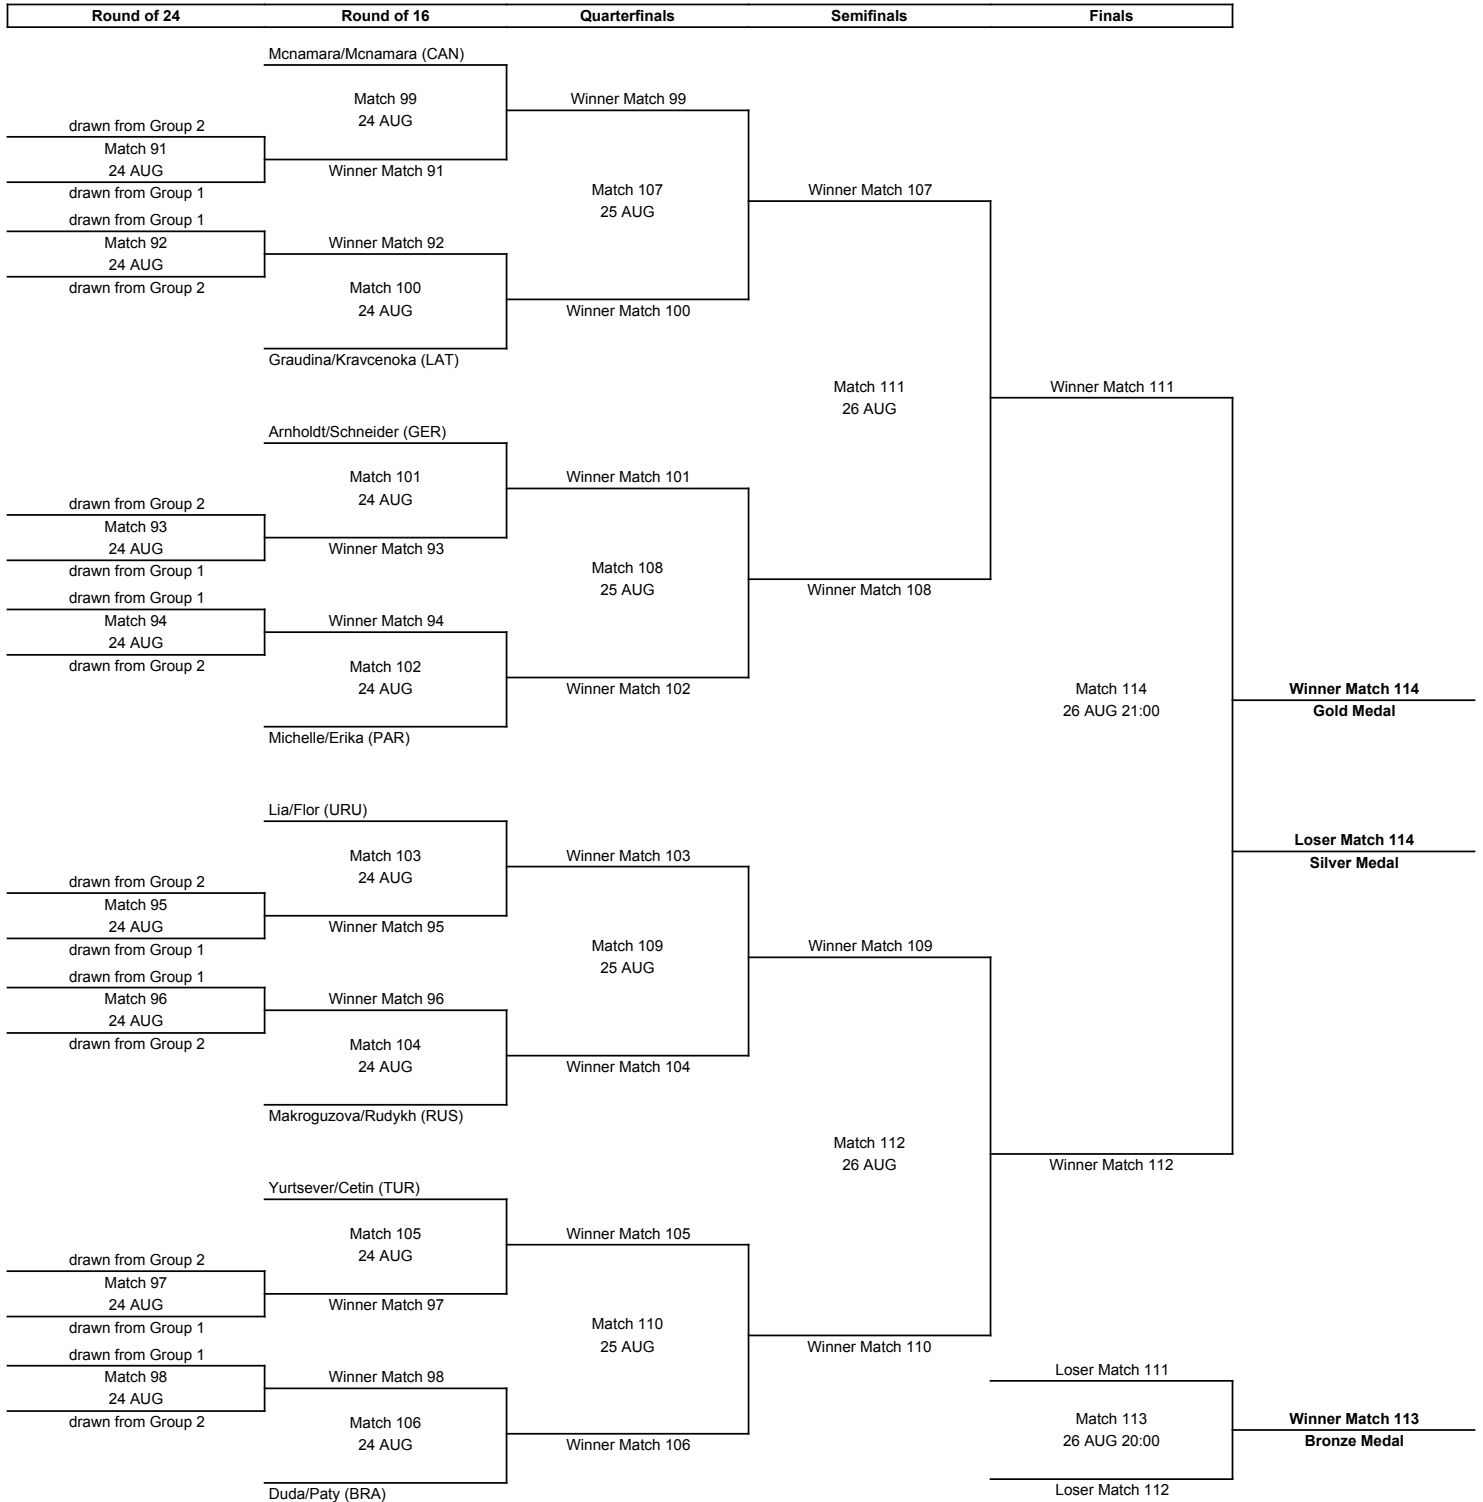 Round of 24
Round of 16
Quarterfinals
Semifinals
Finals
Mcnamara/Mcnamara (CAN)
Match 99
24 AUG
Winner Match 99
drawn from Group 2
Match 91
24 AUG
drawn from Group 1
Winner Match 91
Match 107
25 AUG
Winner Match 107
drawn from Group 1
Match 92
24 AUG
drawn from Group 2
Winner Match 92
Match 100
24 AUG
Winner Match 100
Graudina/Kravcenoka (LAT)
Match 111
26 AUG
Winner Match 111
Arnholdt/Schneider (GER)
Match 101
24 AUG
Winner Match 101
drawn from Group 2
Match 93
24 AUG
drawn from Group 1
Winner Match 93
Match 108
25 AUG
Winner Match 108
drawn from Group 1
Match 94
24 AUG
drawn from Group 2
Winner Match 94
Match 102
24 AUG
Winner Match 102
Michelle/Erika (PAR)
Match 114
26 AUG 21:00
Winner Match 114
Gold Medal
Lia/Flor (URU)
Loser Match 114
Silver Medal
Match 103
24 AUG
Winner Match 103
drawn from Group 2
Match 95
24 AUG
drawn from Group 1
Winner Match 95
Match 109
25 AUG
Winner Match 109
drawn from Group 1
Match 96
24 AUG
drawn from Group 2
Winner Match 96
Match 104
24 AUG
Winner Match 104
Makroguzova/Rudykh (RUS)
Match 112
26 AUG
Winner Match 112
Yurtsever/Cetin (TUR)
Match 105
24 AUG
Winner Match 105
drawn from Group 2
Match 97
24 AUG
drawn from Group 1
Winner Match 97
Match 110
25 AUG
Winner Match 110
drawn from Group 1
Match 98
24 AUG
drawn from Group 2
Winner Match 98
Match 106
24 AUG
Winner Match 106
Duda/Paty (BRA)
Loser Match 111
Match 113
26 AUG 20:00
Loser Match 112
Winner Match 113
Bronze Medal